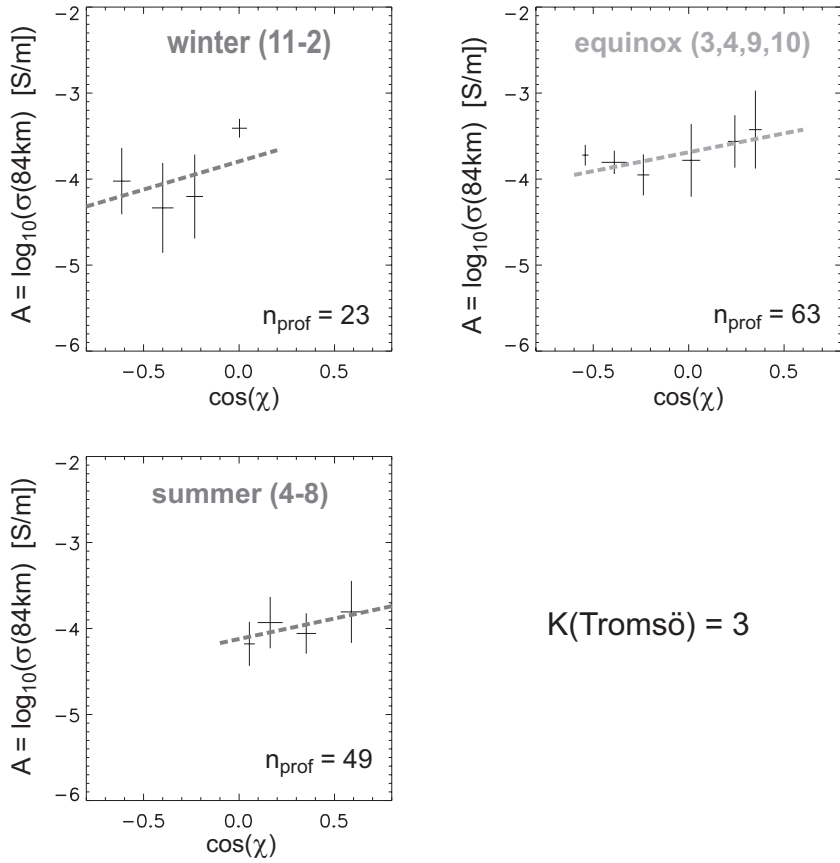 winter (11-2)
A = log₁₀(σ(84km) [S/m])
−2
−3
−4
−5
−6
n_prof = 23
−0.5 0.0 0.5
cos(χ)
equinox (3,4,9,10)
A = log₁₀(σ(84km) [S/m])
−2
−3
−4
−5
−6
n_prof = 63
−0.5 0.0 0.5
cos(χ)
summer (4-8)
A = log₁₀(σ(84km) [S/m])
−2
−3
−4
−5
−6
n_prof = 49
−0.5 0.0 0.5
cos(χ)
K(Tromsö) = 3